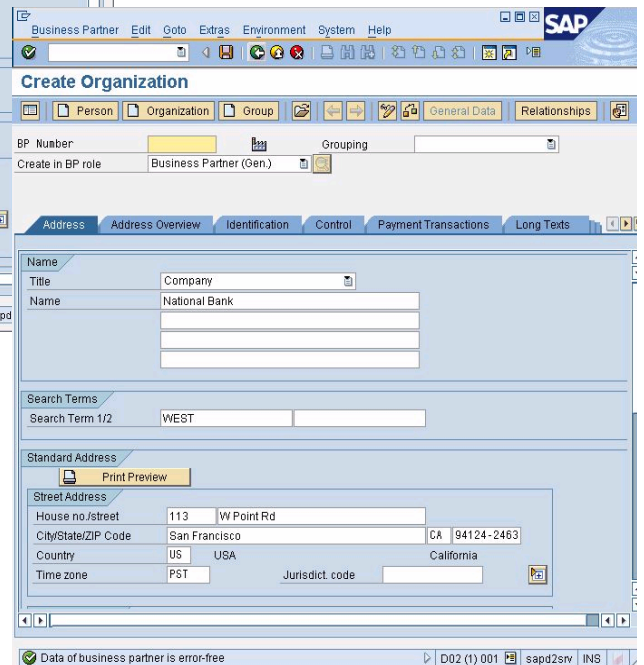 Business Partner Edit Goto Extras Environment System Help
SAP
Create Organization
Person Organization Group General Data Relationships
BP Number Grouping
Create in BP role Business Partner (Gen.)
Address Address Overview Identification Control Payment Transactions Long Texts
Name
Title Company
Name National Bank
Search Terms
Search Term 1/2 WEST
Standard Address
Print Preview
Street Address
House no./street 113 W Point Rd
City/State/ZIP Code San Francisco CA 94124-2463
Country US USA California
Time zone PST Jurisdict. code
Data of business partner is error-free D02 (1) 001 sapd2srv INS